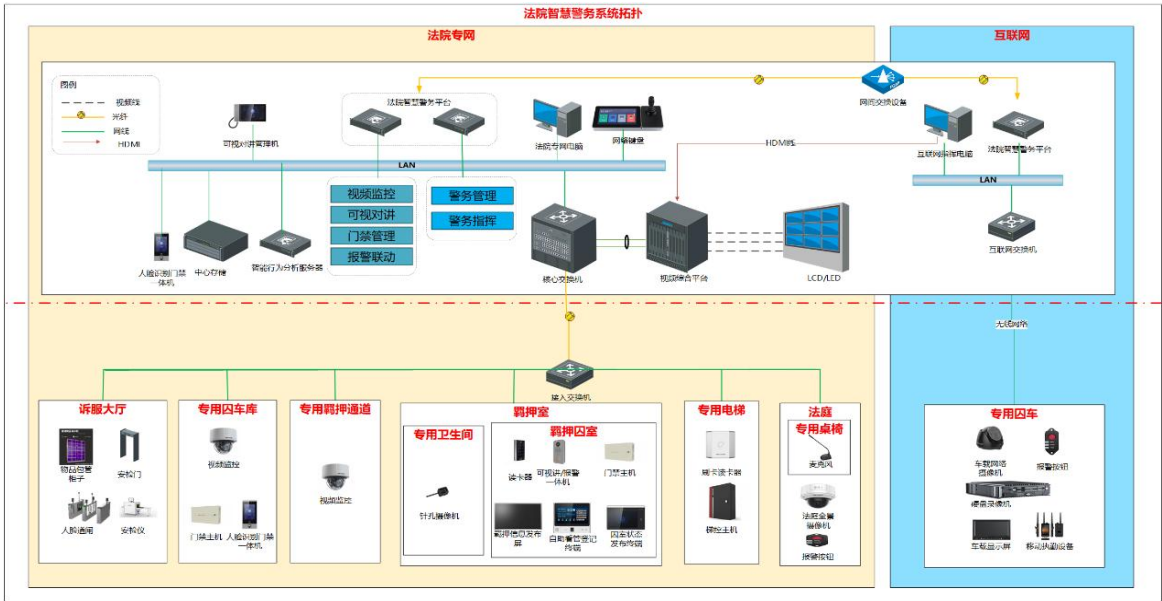 法院智慧警务系统拓扑
法院专网
互联网
图例
视频线
光纤
网线
HDMI
可视对讲管理机
法院智慧警务平台
法院专网电脑
网络键盘
网间交换设备
互联网指挥电脑
法院智慧警务平台
HDMI线
LAN
LAN
视频监控
可视对讲
门禁管理
报警联动
警务管理
警务指挥
人脸识别门禁
一体机
中心存储
智能行为分析服务器
核心交换机
视频综合平台
LCD/LED
互联网交换机
无线网络
接入交换机
诉服大厅
物品包管
柜子
安检门
人脸通闸
安检仪
专用囚车库
视频监控
门禁主机
人脸识别门禁
一体机
专用羁押通道
视频监控
羁押室
专用卫生间
针孔摄像机
羁押囚室
读卡器
可视讲/报警
一体机
门禁主机
羁押信息发布
屏
自助看管登记
终端
囚室状态
发布终端
专用电梯
刷卡读卡器
梯控主机
法庭
专用桌椅
麦克风
法庭全景
摄像机
报警按钮
专用囚车
车载网络
摄像机
报警按钮
硬盘录像机
车载显示屏
移动执勤设备